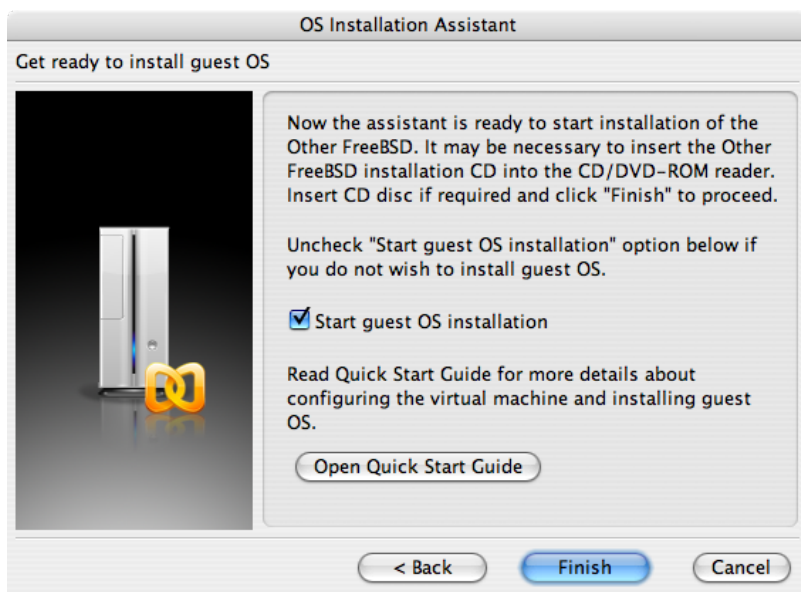 OS Installation Assistant
Get ready to install guest OS
Now the assistant is ready to start installation of the
Other FreeBSD. It may be necessary to insert the Other
FreeBSD installation CD into the CD/DVD-ROM reader.
Insert CD disc if required and click "Finish" to proceed.
Uncheck "Start guest OS installation" option below if
you do not wish to install guest OS.
Start guest OS installation
Read Quick Start Guide for more details about
configuring the virtual machine and installing guest
OS.
Open Quick Start Guide
< Back
Finish
Cancel